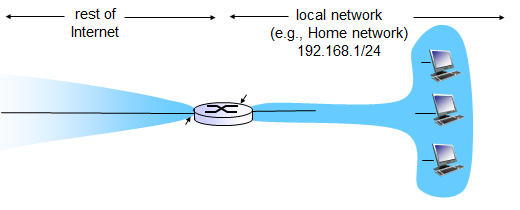 rest of
Internet
local network
(e.g., Home network)
192.168.1/24